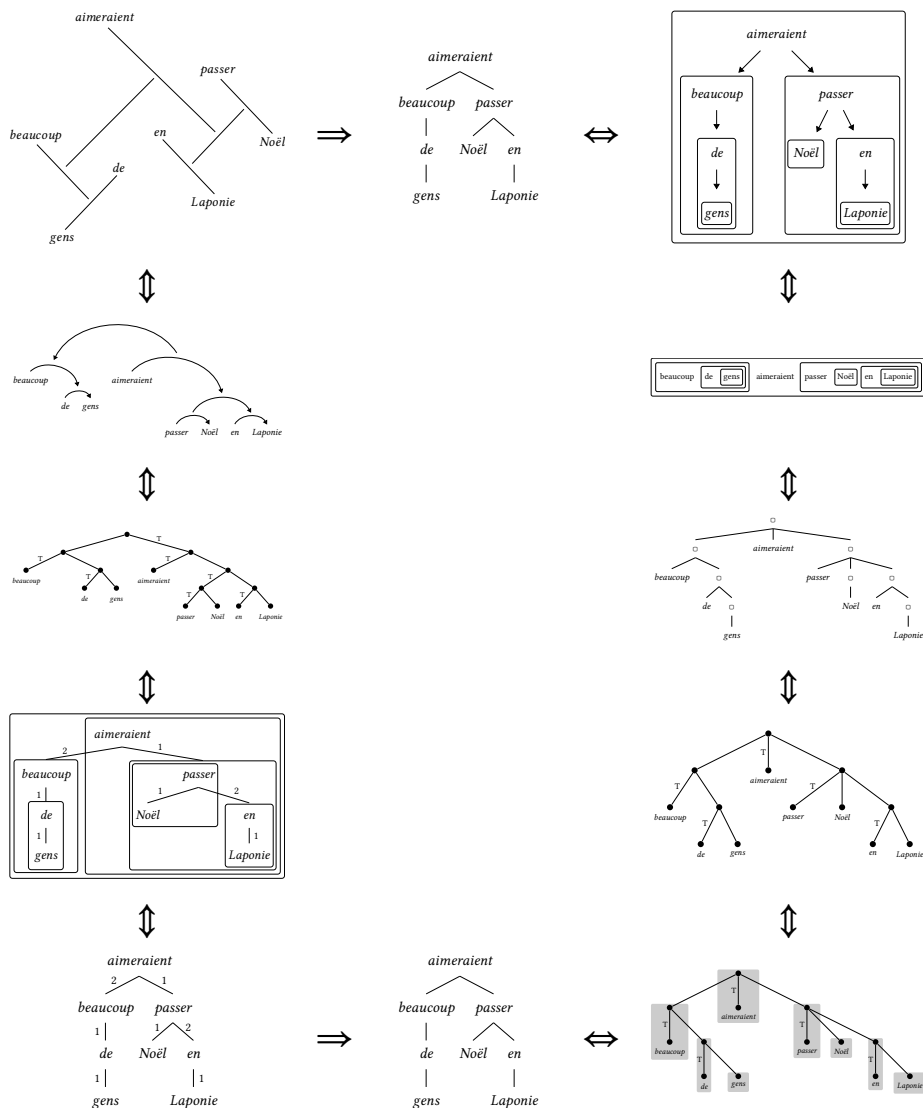 aimeraient
passer
beaucoup
en
Noël
de
Laponie
gens
⇒
aimeraient
beaucoup passer
de Noël en
gens Laponie
⇔
aimeraient
beaucoup passer
de Noël en
gens Laponie
⇕
⇕
beaucoup aimeraient
de gens
passer Noël en Laponie
beaucoup de gens aimeraient passer Noël en Laponie
⇕
⇕
T
T T
beaucoup T aimeraient T
de gens T T
passer Noël en Laponie
aimeraient
beaucoup passer
de Noël en
gens Laponie
⇕
⇕
aimeraient
2 1
beaucoup passer
1 1 2
de Noël en
1 1
gens Laponie
T
T aimeraient T
beaucoup T passer Noël T
de gens en Laponie
⇕
⇕
aimeraient
2 1
beaucoup passer
1 1 2
de Noël en
1 1
gens Laponie
⇒
aimeraient
beaucoup passer
de Noël en
gens Laponie
⇔
T
aimeraient
T T
beaucoup passer Noël
T T
de gens en Laponie